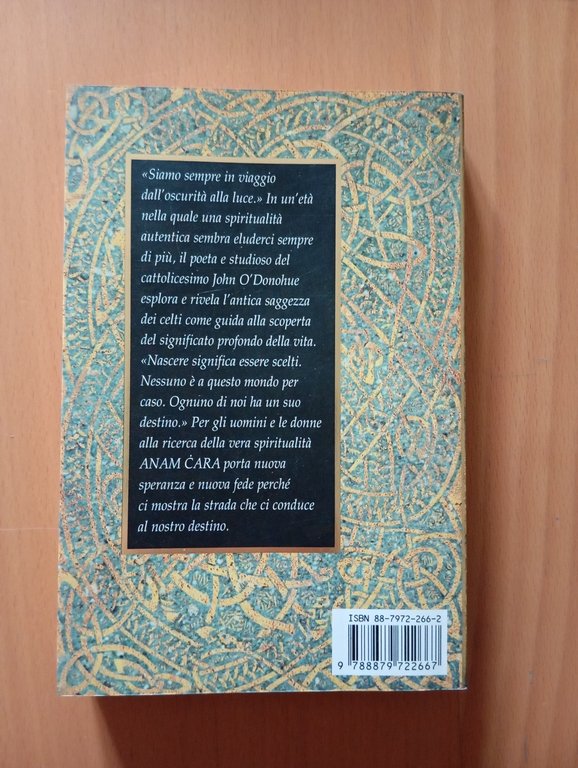 «Siamo sempre in viaggio
dall'oscurità alla luce.» In un'età
nella quale una spiritualità
autentica sembra eluderci sempre
di più, il poeta e studioso del
cattolicesimo John O'Donohue
esplora e rivela l'antica saggezza
dei celti come guida alla scoperta
del significato profondo della vita.
«Nascere significa essere scelti.
Nessuno è a questo mondo per
caso. Ognuno di noi ha un suo
destino.» Per gli uomini e le donne
alla ricerca della vera spiritualità
ANAM ĊARA porta nuova
speranza e nuova fede perché
ci mostra la strada che ci conduce
al nostro destino.
ISBN 88-7972-266-2
9 788879 722667